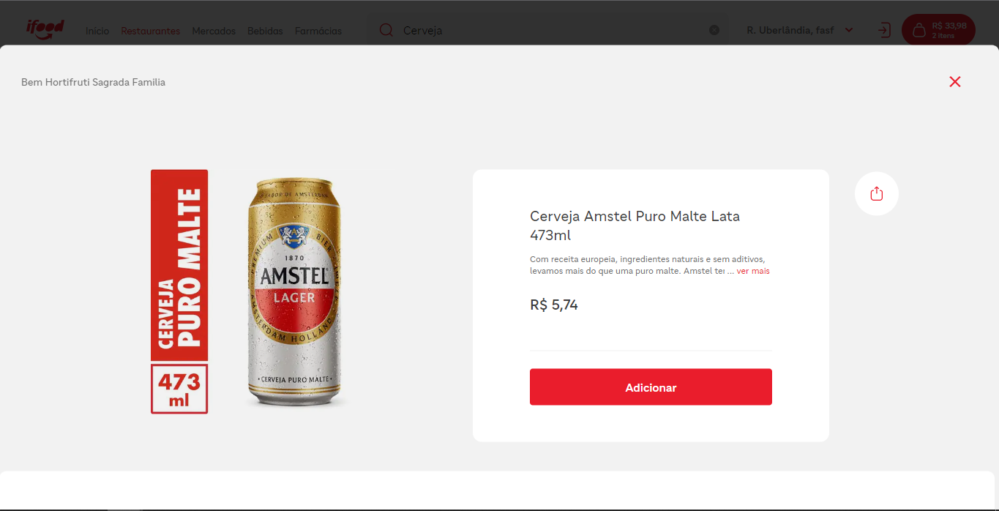 ifood
Início Restaurantes Mercados Bebidas Farmácias
Cerveja
R. Uberlândia, fasf
R$ 33,98
2 itens
Bem Hortifruti Sagrada Familia
CERVEJA
PURO MALTE
473
ml
SABOR DE AMSTERDAM
PREMIUM BIER
A
1870
AMSTEL
LAGER
AMSTERDAM HOLLAND
• CERVEJA PURO MALTE •
Cerveja Amstel Puro Malte Lata
473ml
Com receita europeia, ingredientes naturais e sem aditivos,
levamos mais do que uma puro malte. Amstel ... ver mais
R$ 5,74
Adicionar